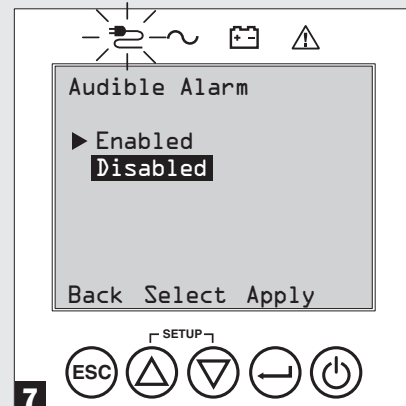 Audible Alarm
▶ Enabled
Disabled
Back Select Apply
SETUP
ESC
7